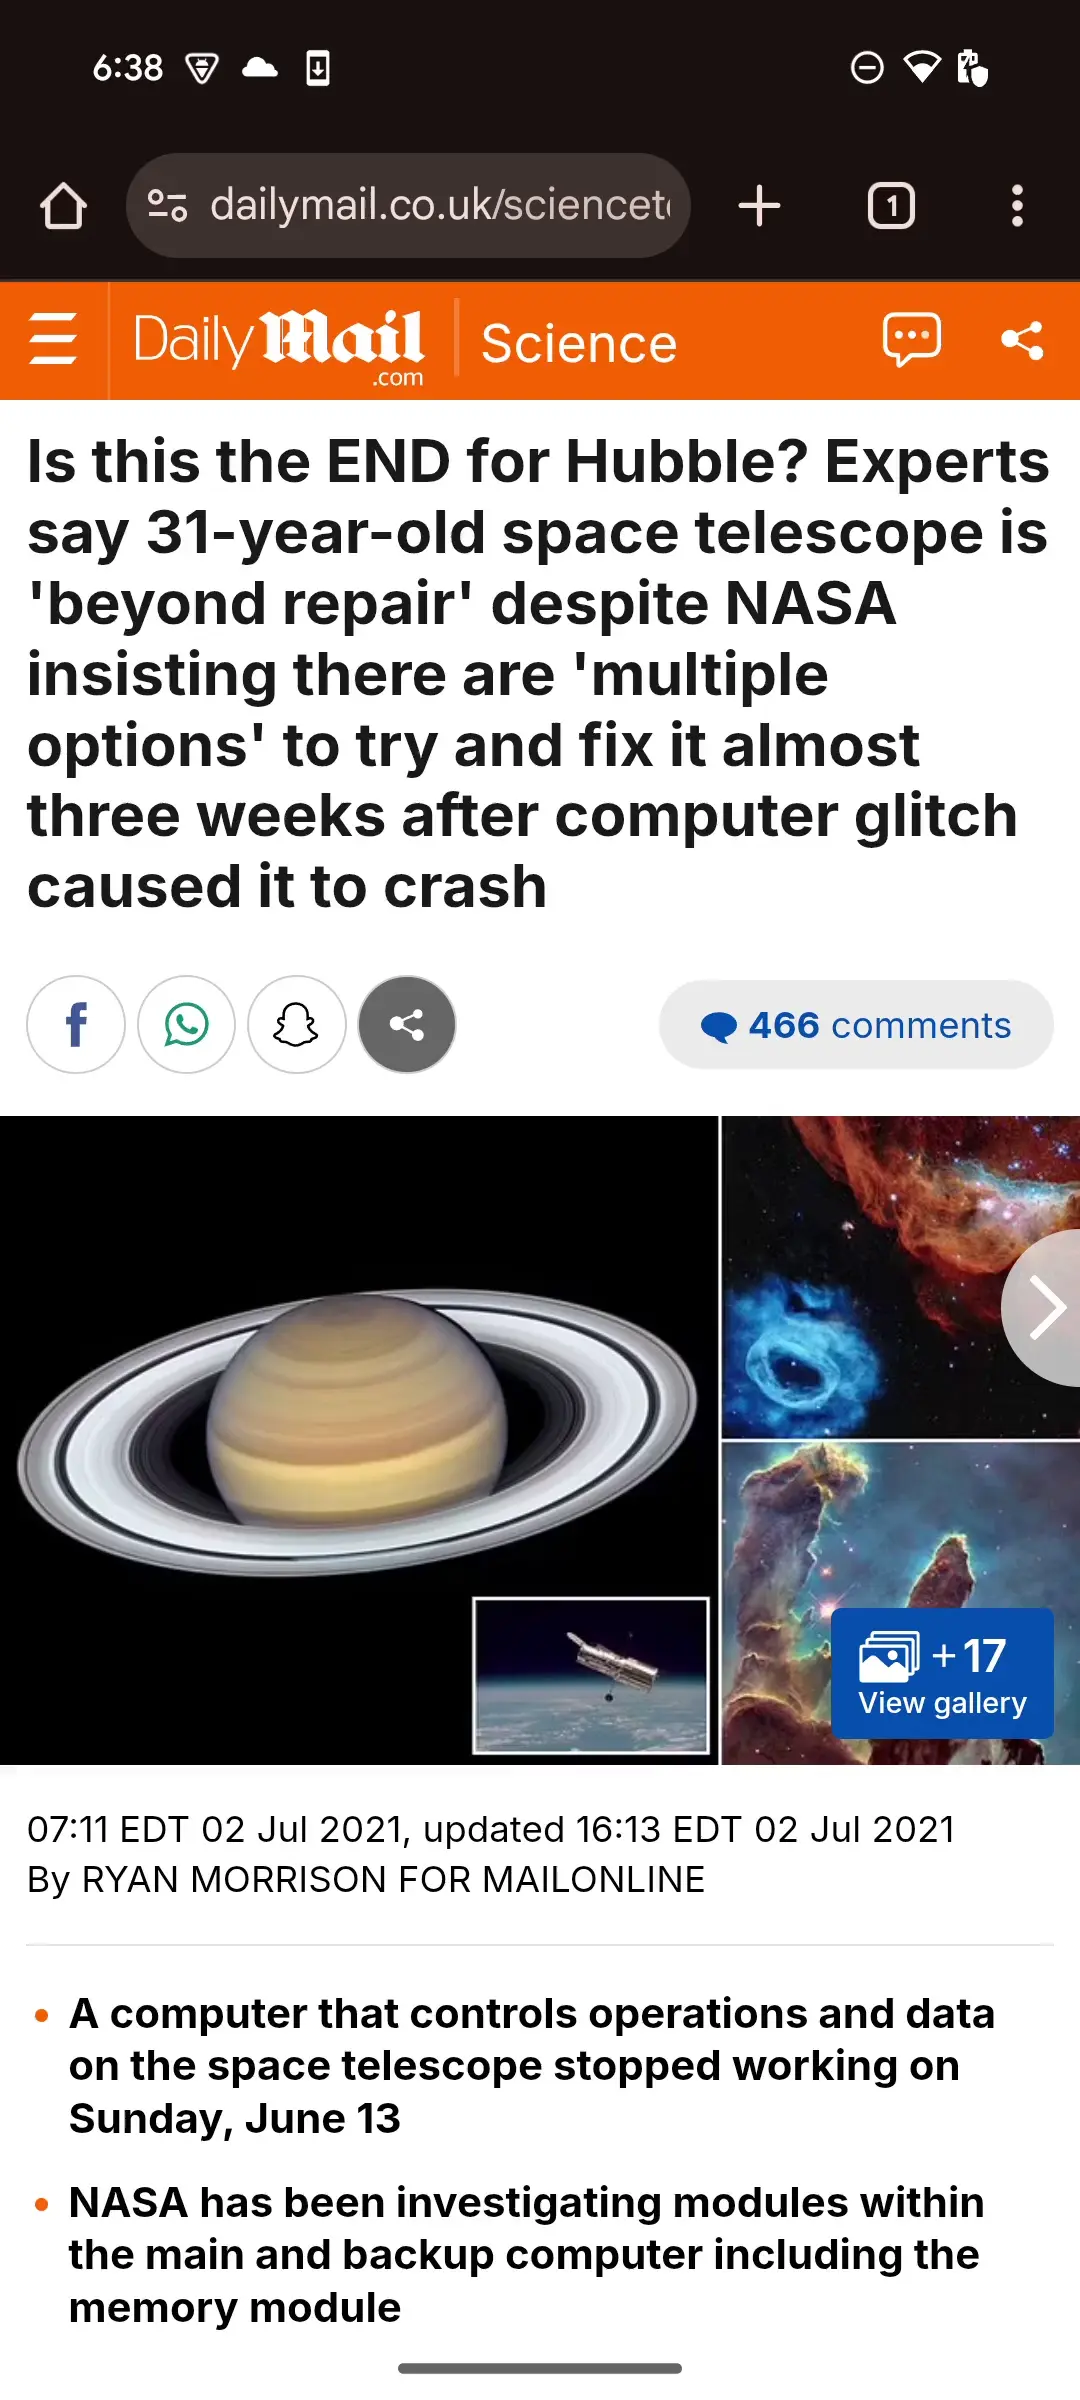 6:38
dailymail.co.uk/sciencet
1
Daily Mail
.com
Science
Is this the END for Hubble? Experts
say 31-year-old space telescope is
'beyond repair' despite NASA
insisting there are 'multiple
options' to try and fix it almost
three weeks after computer glitch
caused it to crash
466 comments
+17
View gallery
07:11 EDT 02 Jul 2021, updated 16:13 EDT 02 Jul 2021
By RYAN MORRISON FOR MAILONLINE
• A computer that controls operations and data
on the space telescope stopped working on
Sunday, June 13
• NASA has been investigating modules within
the main and backup computer including the
memory module